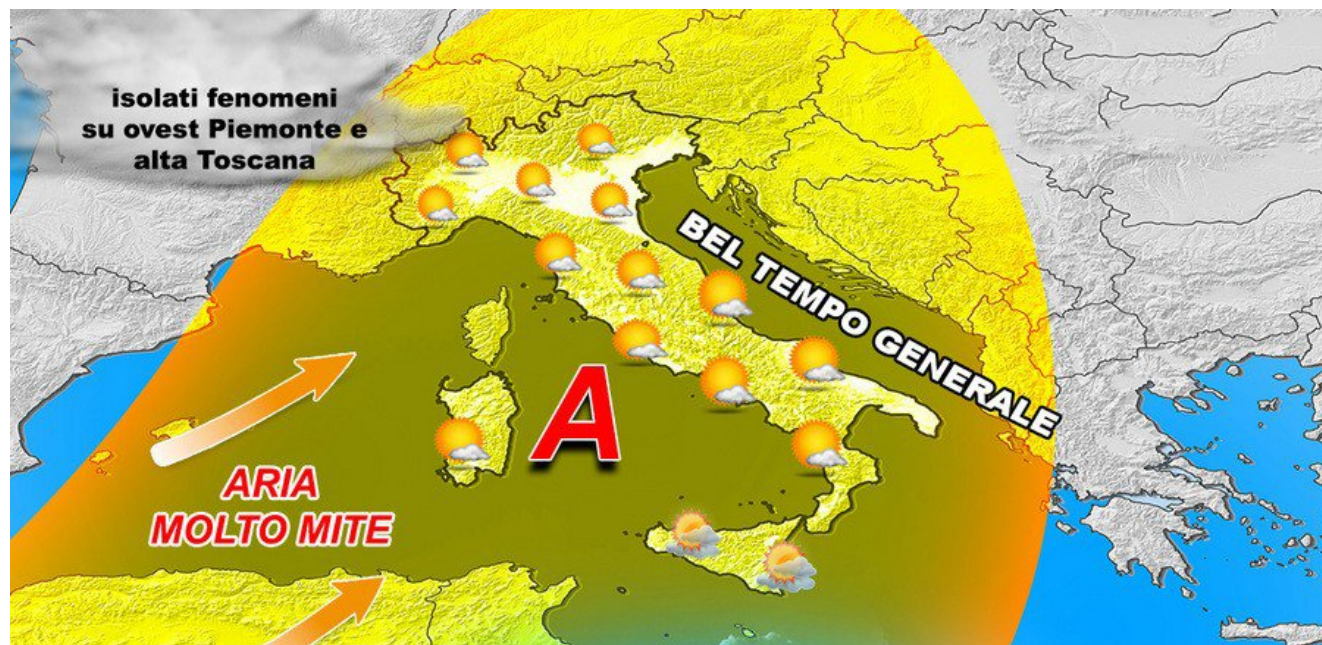 isolati fenomeni
su ovest Piemonte e
alta Toscana
BEL TEMPO GENERALE
A
ARIA
MOLTO MITE